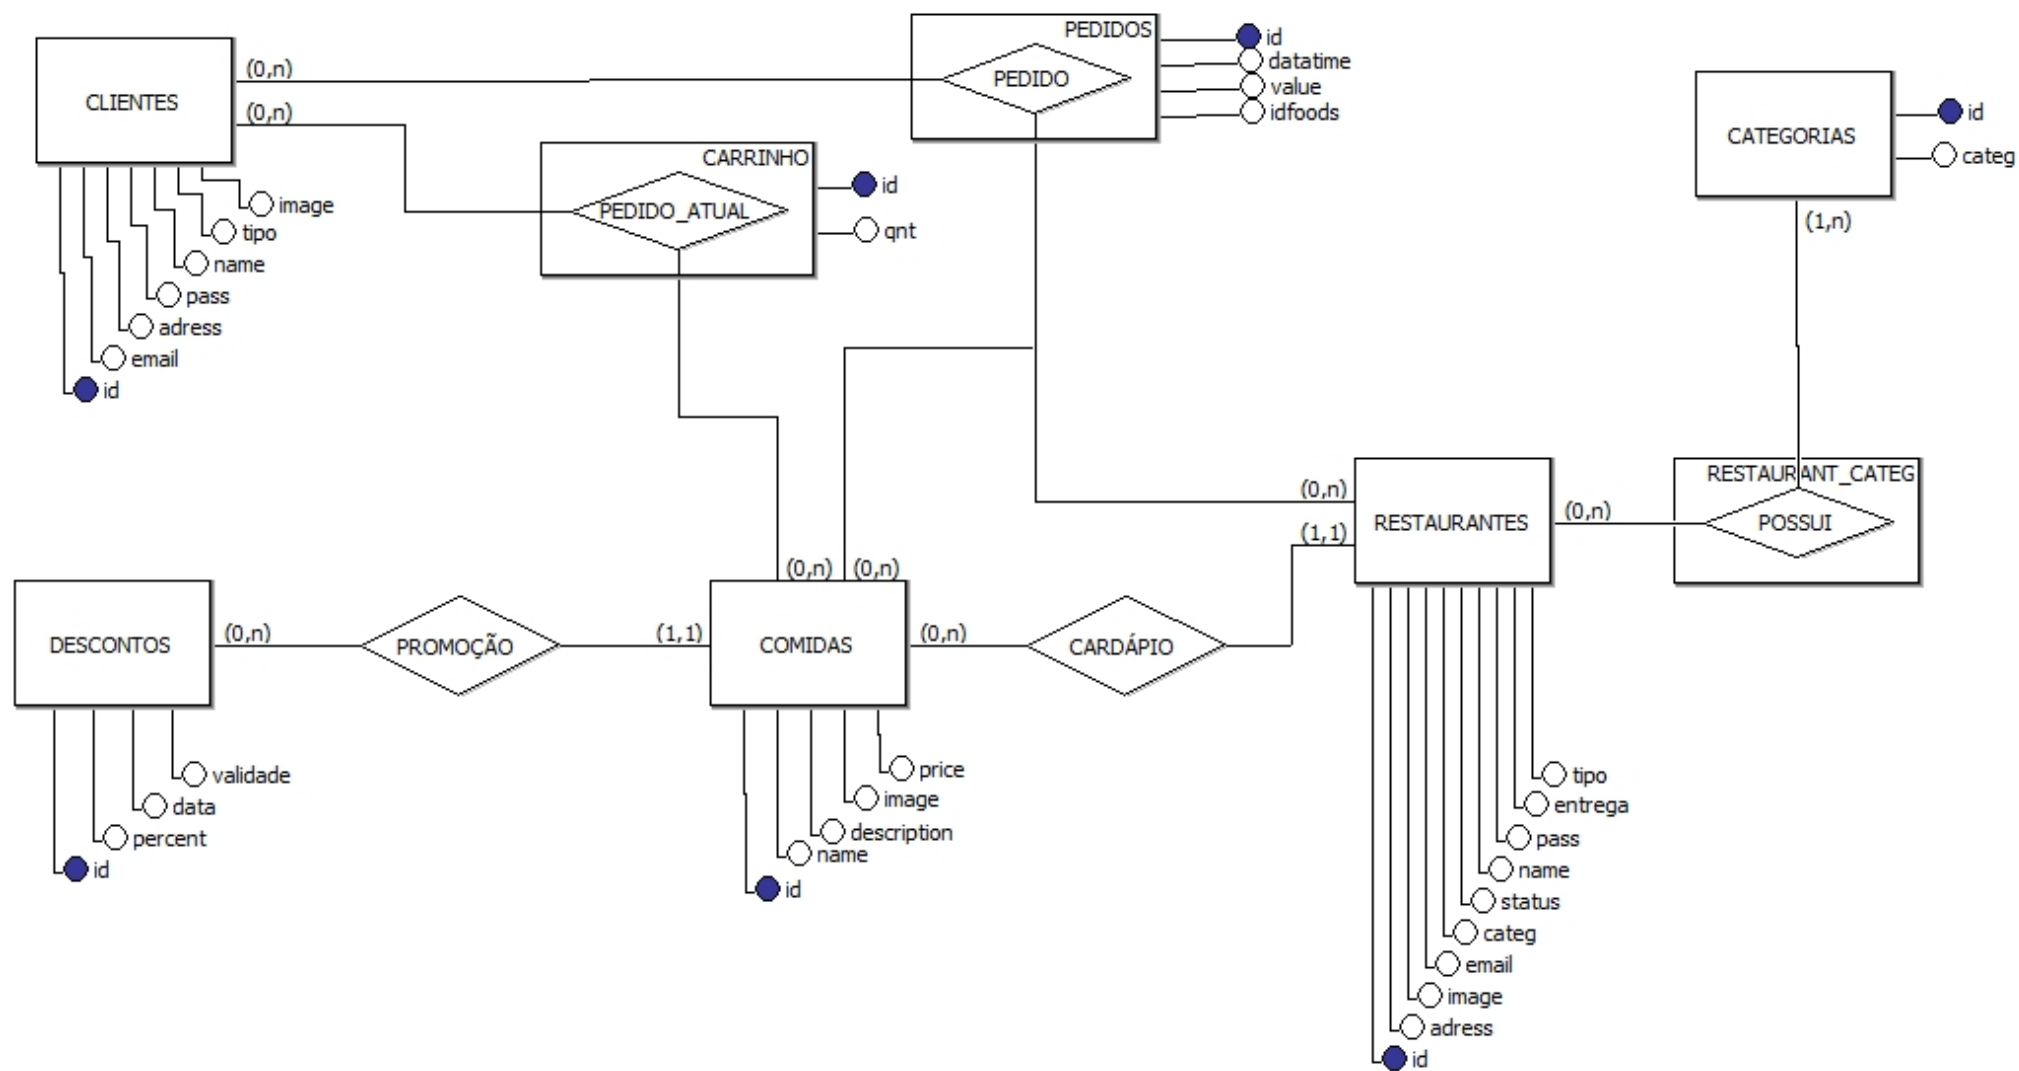 PEDIDOS
PEDIDO
id
datatime
value
idfoods
CLIENTES
(0,n)
(0,n)
image
tipo
name
pass
adress
email
id
CARRINHO
PEDIDO_ATUAL
id
qnt
CATEGORIAS
id
categ
(1,n)
RESTAURANT_CATEG
POSSUI
(0,n)
RESTAURANTES
(0,n)
(1,1)
tipo
entrega
pass
name
status
categ
email
image
adress
id
DESCONTOS
(0,n)
PROMOÇÃO
(1,1)
validade
data
percent
id
(0,n)
(0,n)
COMIDAS
(0,n)
CARDÁPIO
price
image
description
name
id